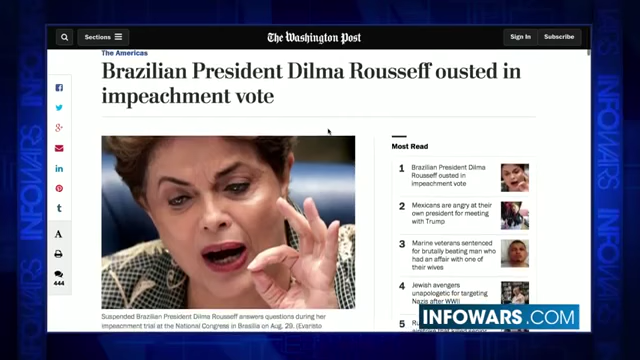 Sections
The Washington Post
Sign In
Subscribe
The Americas
Brazilian President Dilma Rousseff ousted in
impeachment vote
Most Read
1
Brazilian President Dilma
Rousseff ousted in
impeachment vote
2
Mexicans are angry at their
own president for meeting
with Trump
3
Marine veterans sentenced
for brutally beating man who
had an affair with one of
their wives
4
Jewish avengers
unapologetic for targeting
Nazis after WWII
5
444
Suspended Brazilian President Dilma Rousseff answers questions during her
impeachment trial at the National Congress in Brasilia on Aug. 29. (Evaristo
INFOWARS
INFOWARS
INFOWARS.COM